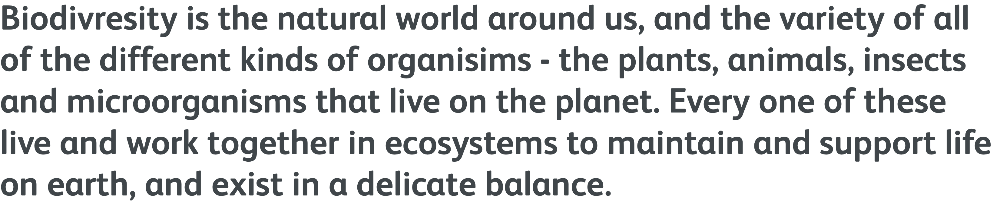 Biodivresity is the natural world around us, and the variety of all
of the different kinds of organisims - the plants, animals, insects
and microorganisms that live on the planet. Every one of these
live and work together in ecosystems to maintain and support life
on earth, and exist in a delicate balance.